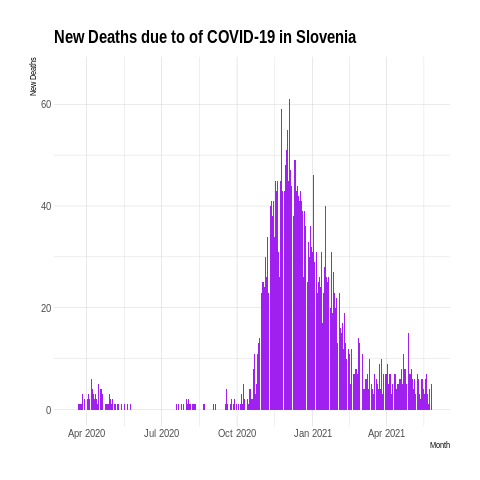 New Deaths due to of COVID-19 in Slovenia
New Deaths
60
40
20
0
Apr 2020 Jul 2020 Oct 2020 Jan 2021 Apr 2021
Month